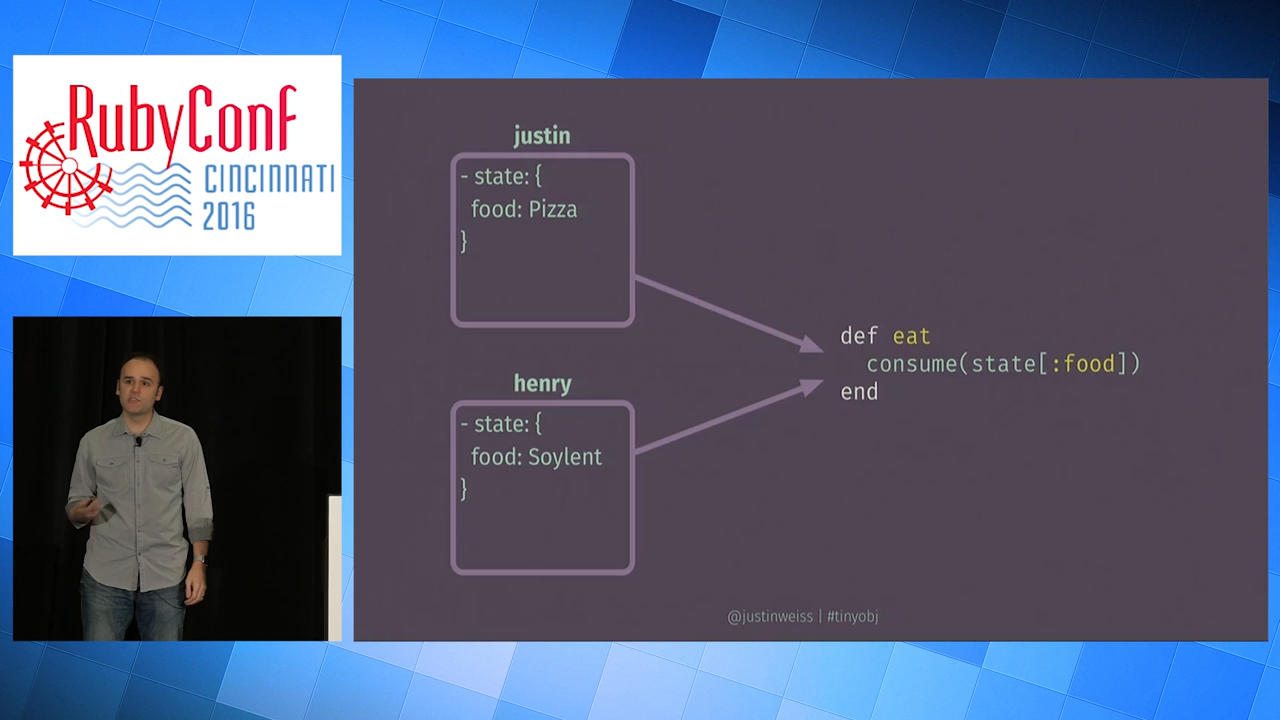 RubyConf
CINCINNATI
2016
justin
- state: {
food: Pizza
}
henry
- state: {
food: Soylent
}
def eat
consume(state[:food])
end
@justinweiss | #tinyobj